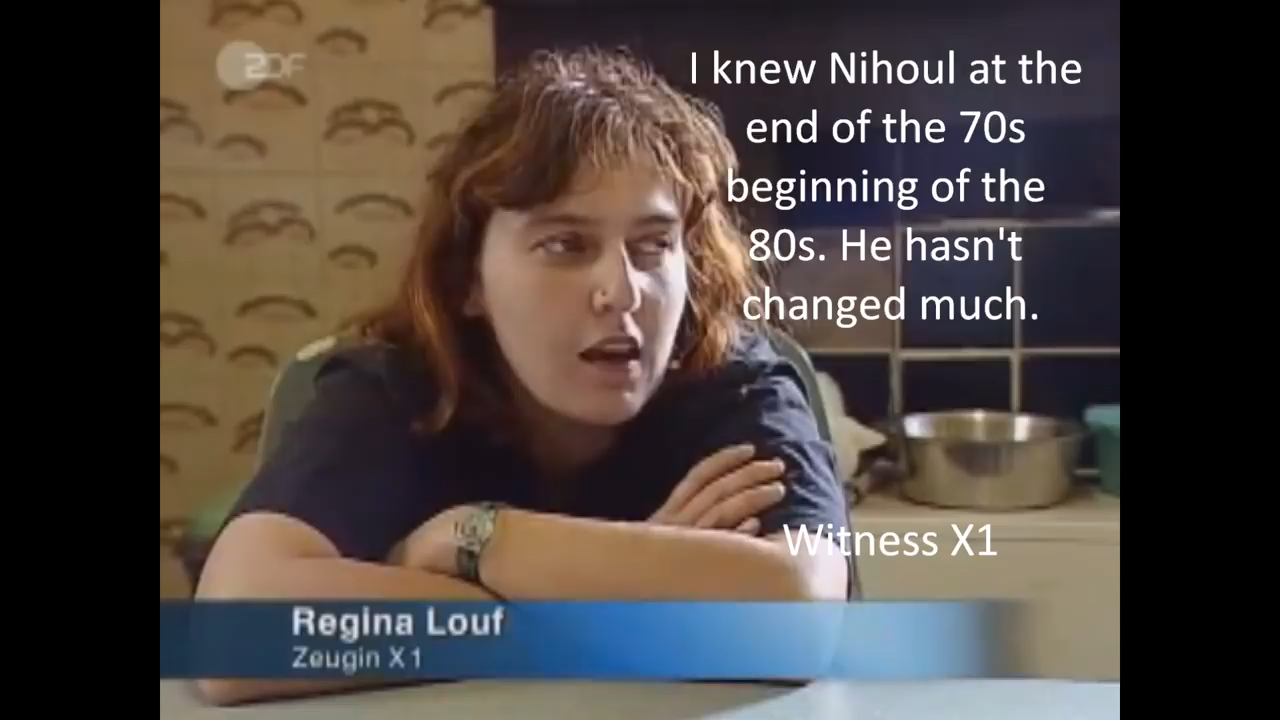 ZDF
I knew Nihoul at the
end of the 70s
beginning of the
80s. He hasn't
changed much.
Witness X1
Regina Louf
Zeugin X1